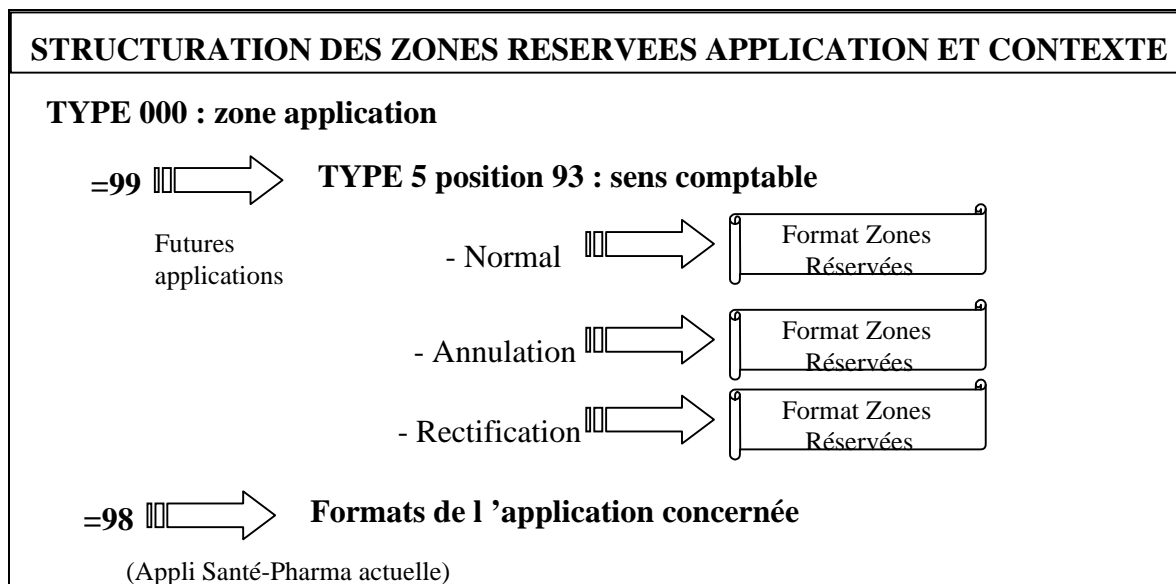 STRUCTURATION DES ZONES RESERVEES APPLICATION ET CONTEXTE
TYPE 000 : zone application
=99 TYPE 5 position 93 : sens comptable
Futures
applications
- Normal
Format Zones
Réservées
- Annulation
Format Zones
Réservées
- Rectification
Format Zones
Réservées
=98 Formats de l ’application concernée
(Appli Santé-Pharma actuelle)